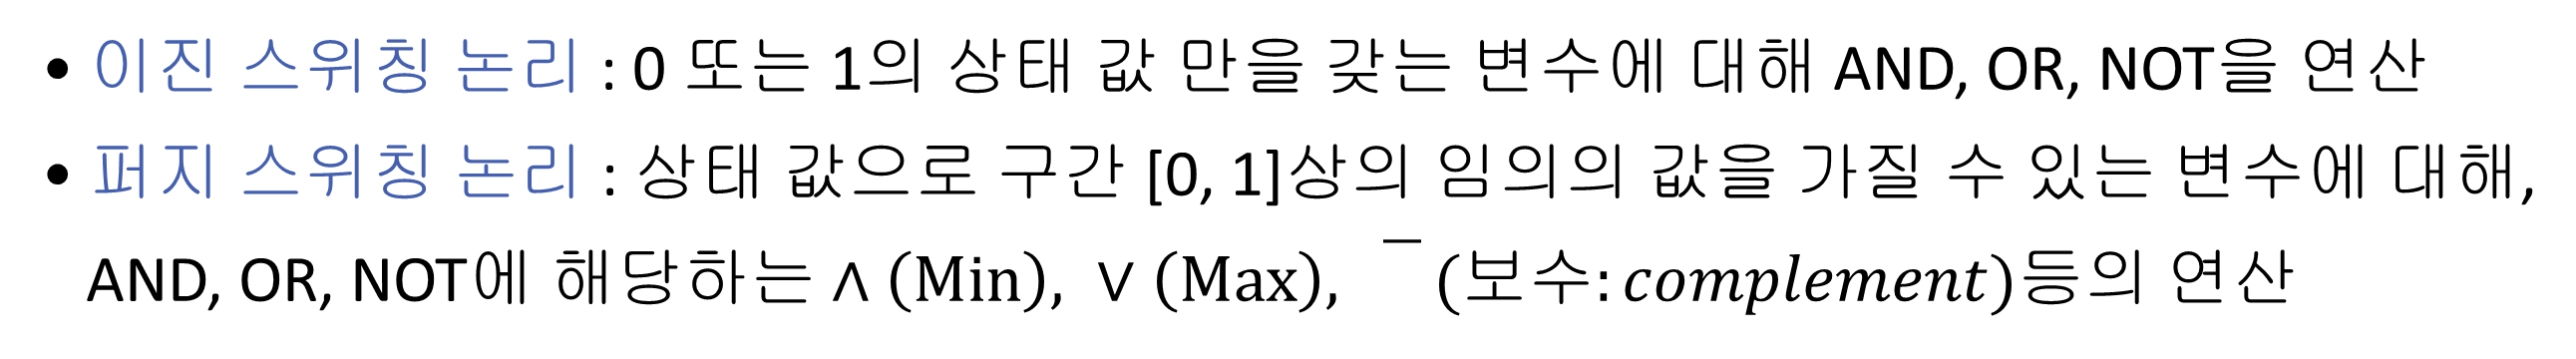 • 이진 스위칭 논리 : 0 또는 1의 상태 값 만을 갖는 변수에 대해 AND, OR, NOT을 연산
• 퍼지 스위칭 논리 : 상태 값으로 구간 [0, 1]상의 임의의 값을 가질 수 있는 변수에 대해,
AND, OR, NOT에 해당하는 ∧ (Min), ∨ (Max), ‾ (보수: complement)등의 연산